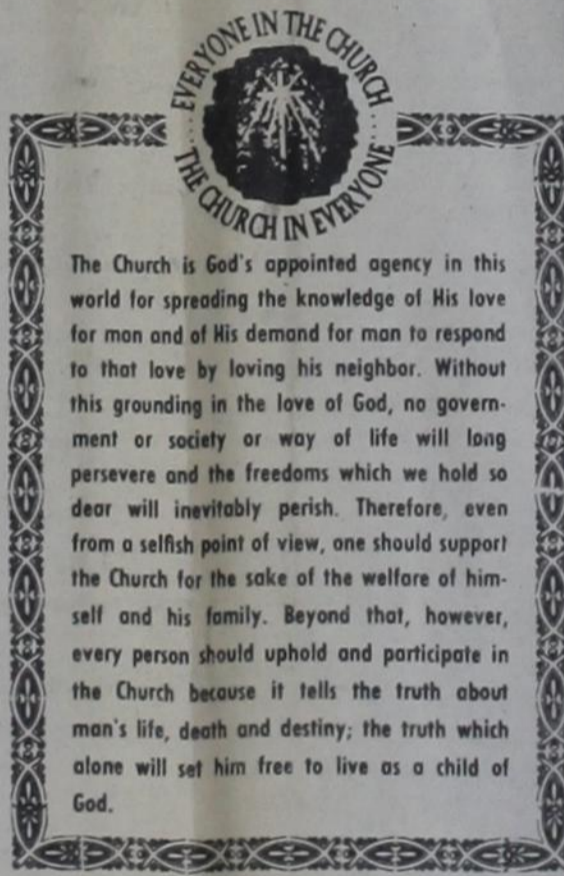 EVERYONE IN THE CHURCH
THE CHURCH IN EVERYONE
The Church is God's appointed agency in this
world for spreading the knowledge of His love
for man and of His demand for man to respond
to that love by loving his neighbor. Without
this grounding in the love of God, no govern-
ment or society or way of life will long
persevere and the freedoms which we hold so
dear will inevitably perish. Therefore, even
from a selfish point of view, one should support
the Church for the sake of the welfare of him-
self and his family. Beyond that, however,
every person should uphold and participate in
the Church because it tells the truth about
man's life, death and destiny; the truth which
alone will set him free to live as a child of
God.